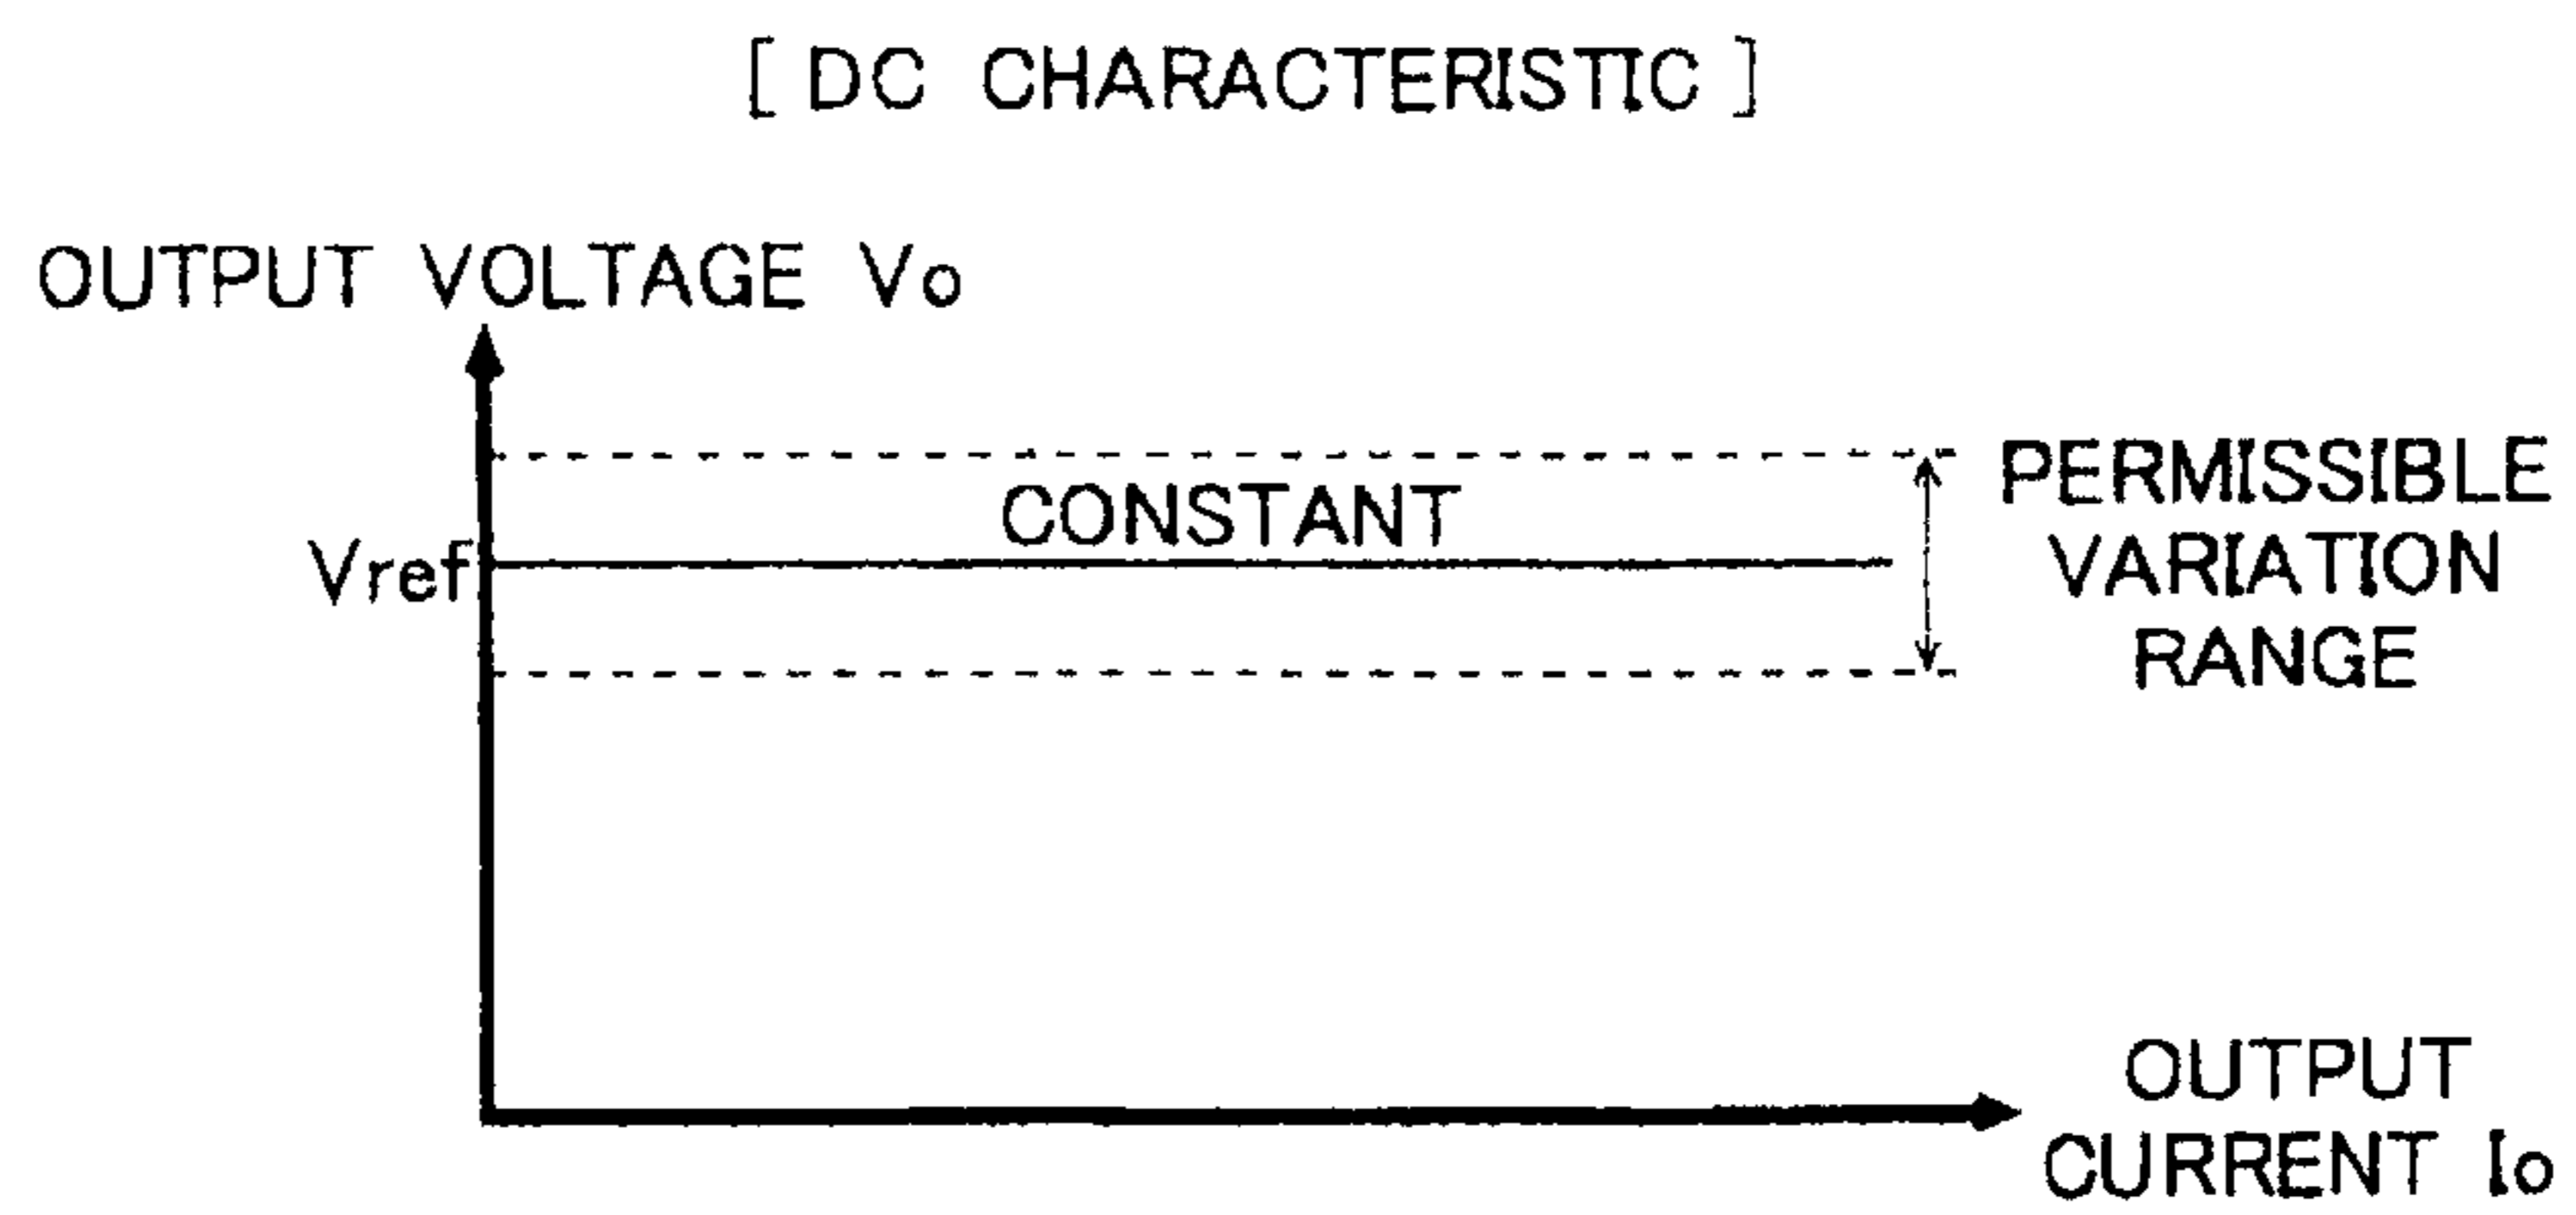 [ DC CHARACTERISTIC ]
OUTPUT VOLTAGE Vo
CONSTANT
Vref
PERMISSIBLE
VARIATION
RANGE
OUTPUT
CURRENT Io